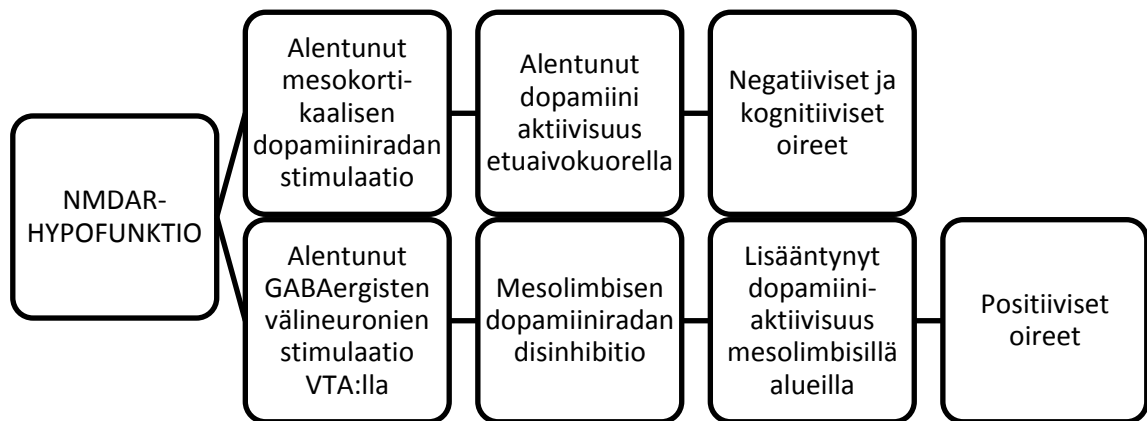 NMDAR-
HYPOFUNKTIO
Alentunut
mesokorti-
kaalisen
dopamiiniradan
stimulaatio
Alentunut
dopamiini
aktiivisuus
etuaivokuorella
Negatiiviset ja
kognitiiviset
oireet
Alentunut
GABAergisten
välineuronien
stimulaatio
VTA:lla
Mesolimbisen
dopamiiniradan
disinhibitio
Lisääntynyt
dopamiini-
aktiivisuus
mesolimbisillä
alueilla
Positiiviset
oireet